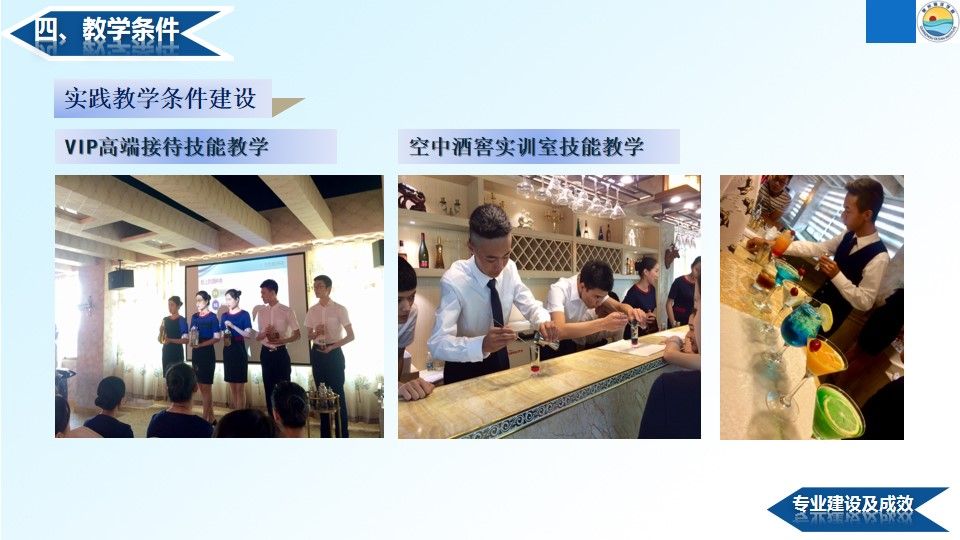 四、教学条件
实践教学条件建设
VIP高端接待技能教学
空中酒窖实训室技能教学
专业建设及成效